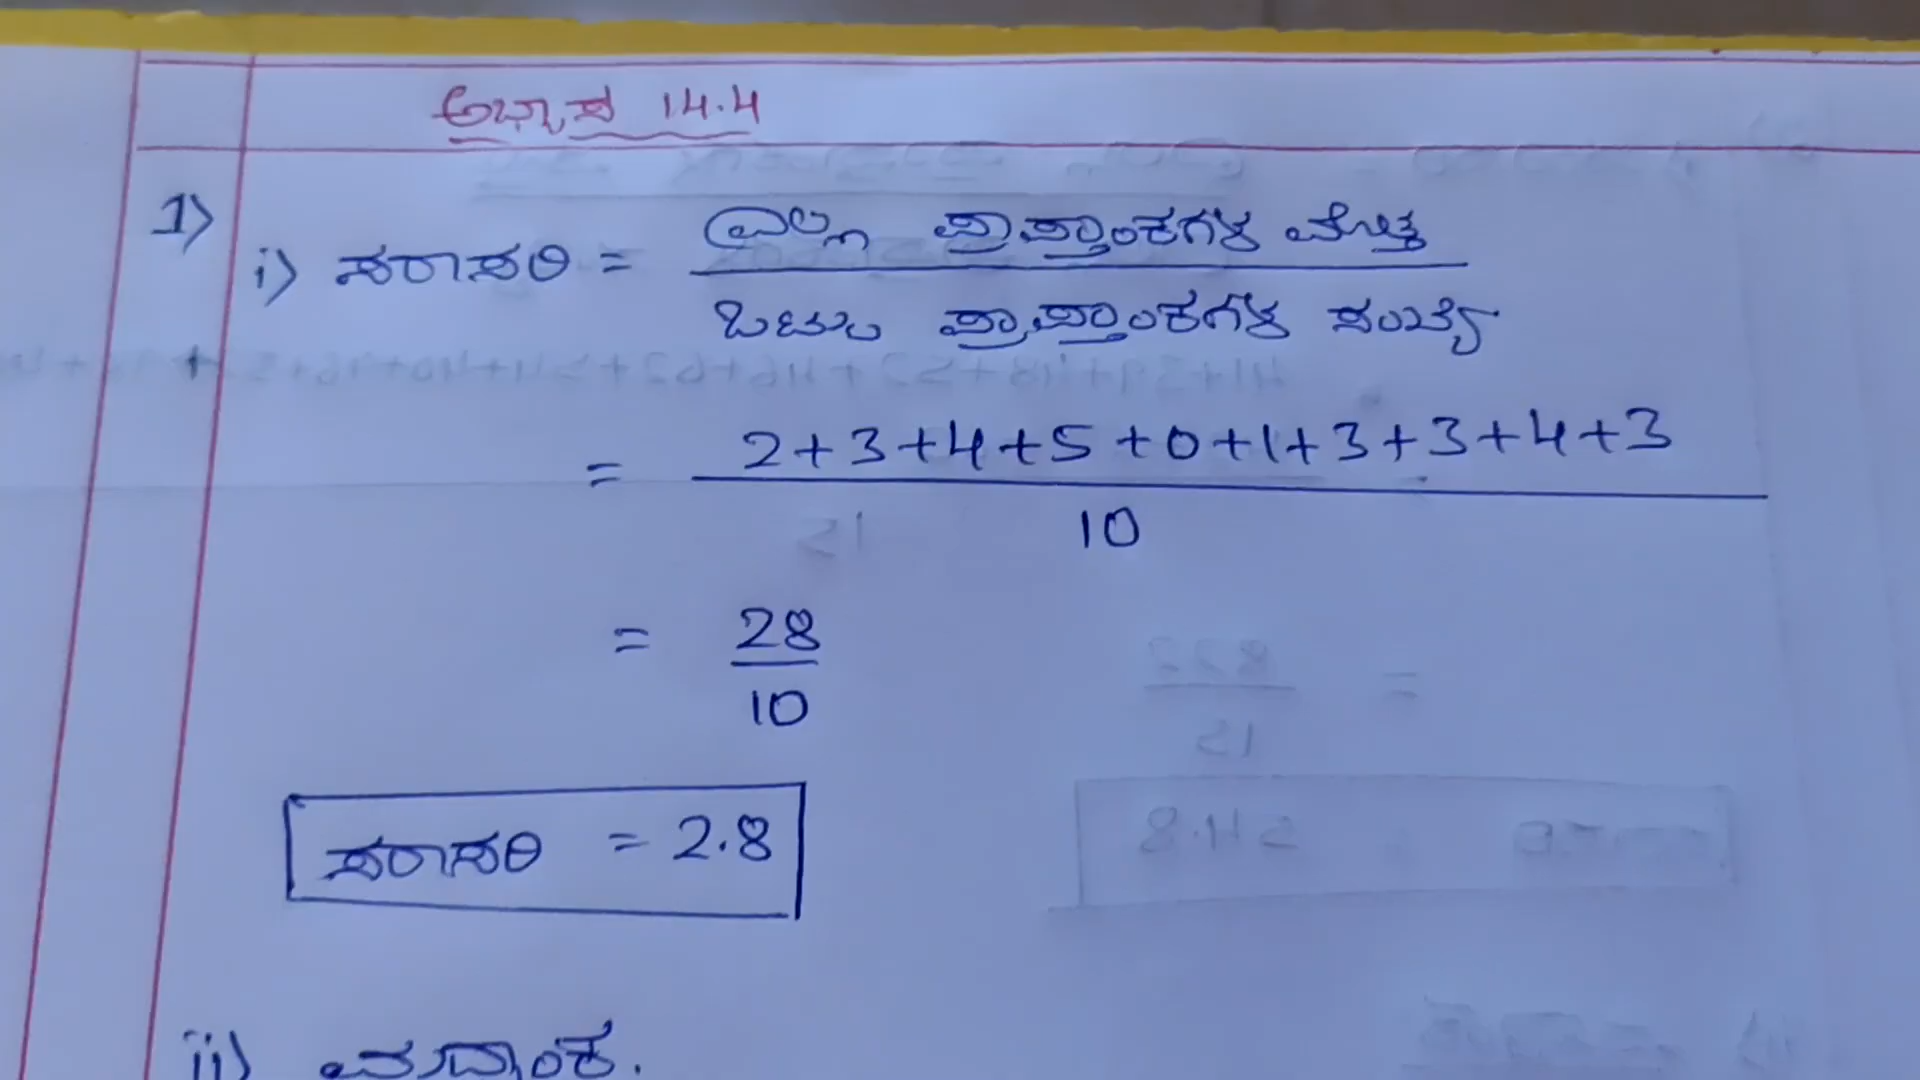 ಅಭ್ಯಾಸ 14.4
1)
i) ಸರಾಸರಿ = ಎಲ್ಲಾ ಪ್ರಾಪ್ತಾಂಕಗಳ ಮೊತ್ತ
ಒಟ್ಟು ಪ್ರಾಪ್ತಾಂಕಗಳ ಸಂಖ್ಯೆ
= 2+3+4+5+0+1+3+3+4+3
10
= 28
10
ಸರಾಸರಿ = 2.8
ii) ಮಧ್ಯಾಂಕ.